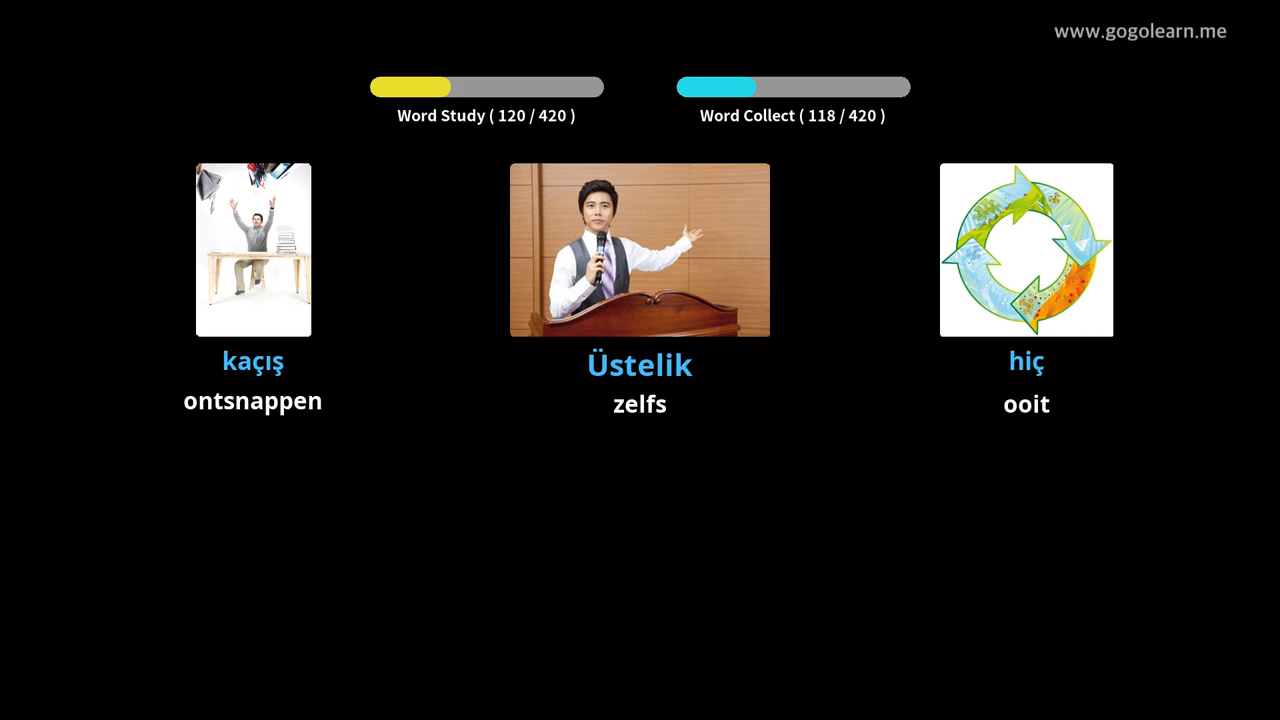 www.gogolearn.me
Word Study ( 120 / 420 )
Word Collect ( 118 / 420 )
kaçış
ontsnappen
Üstelik
zelfs
hiç
ooit